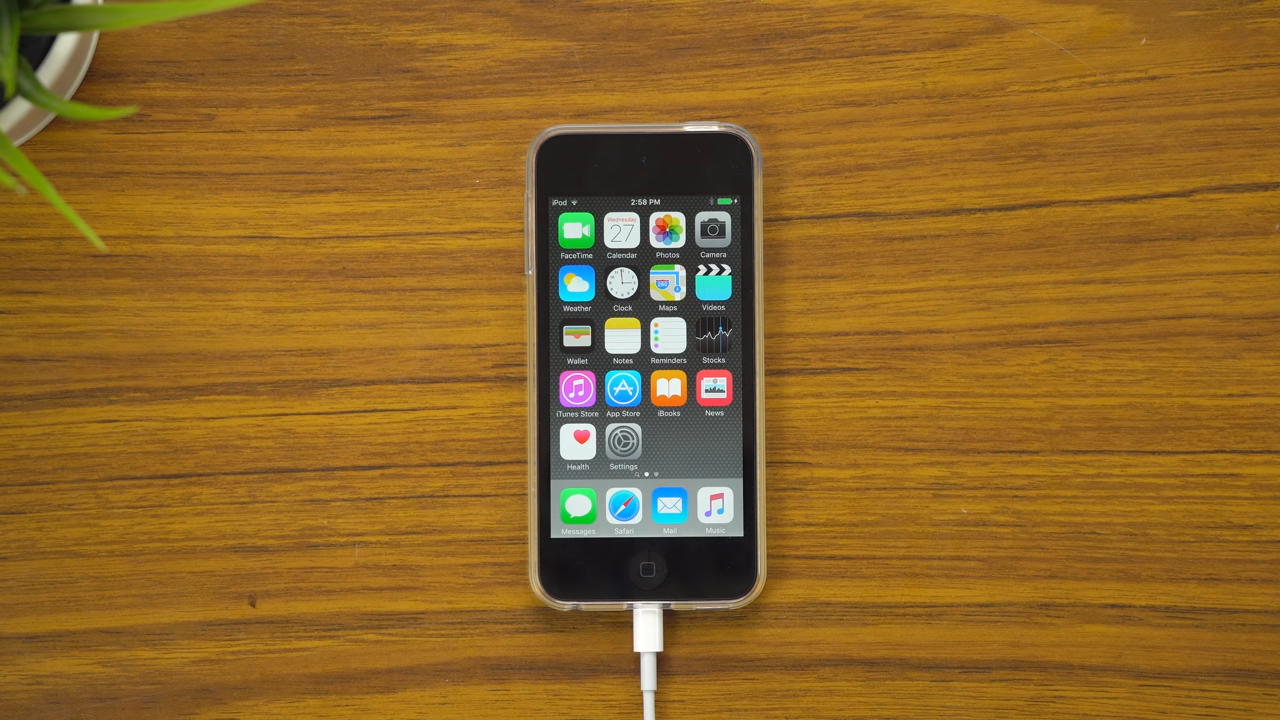 iPod 2:58 PM
Wednesday
27
FaceTime Calendar Photos Camera
280
Weather Clock Maps Videos
Wallet Notes Reminders Stocks
iTunes Store App Store iBooks News
Health Settings
Messages Safari Mail Music